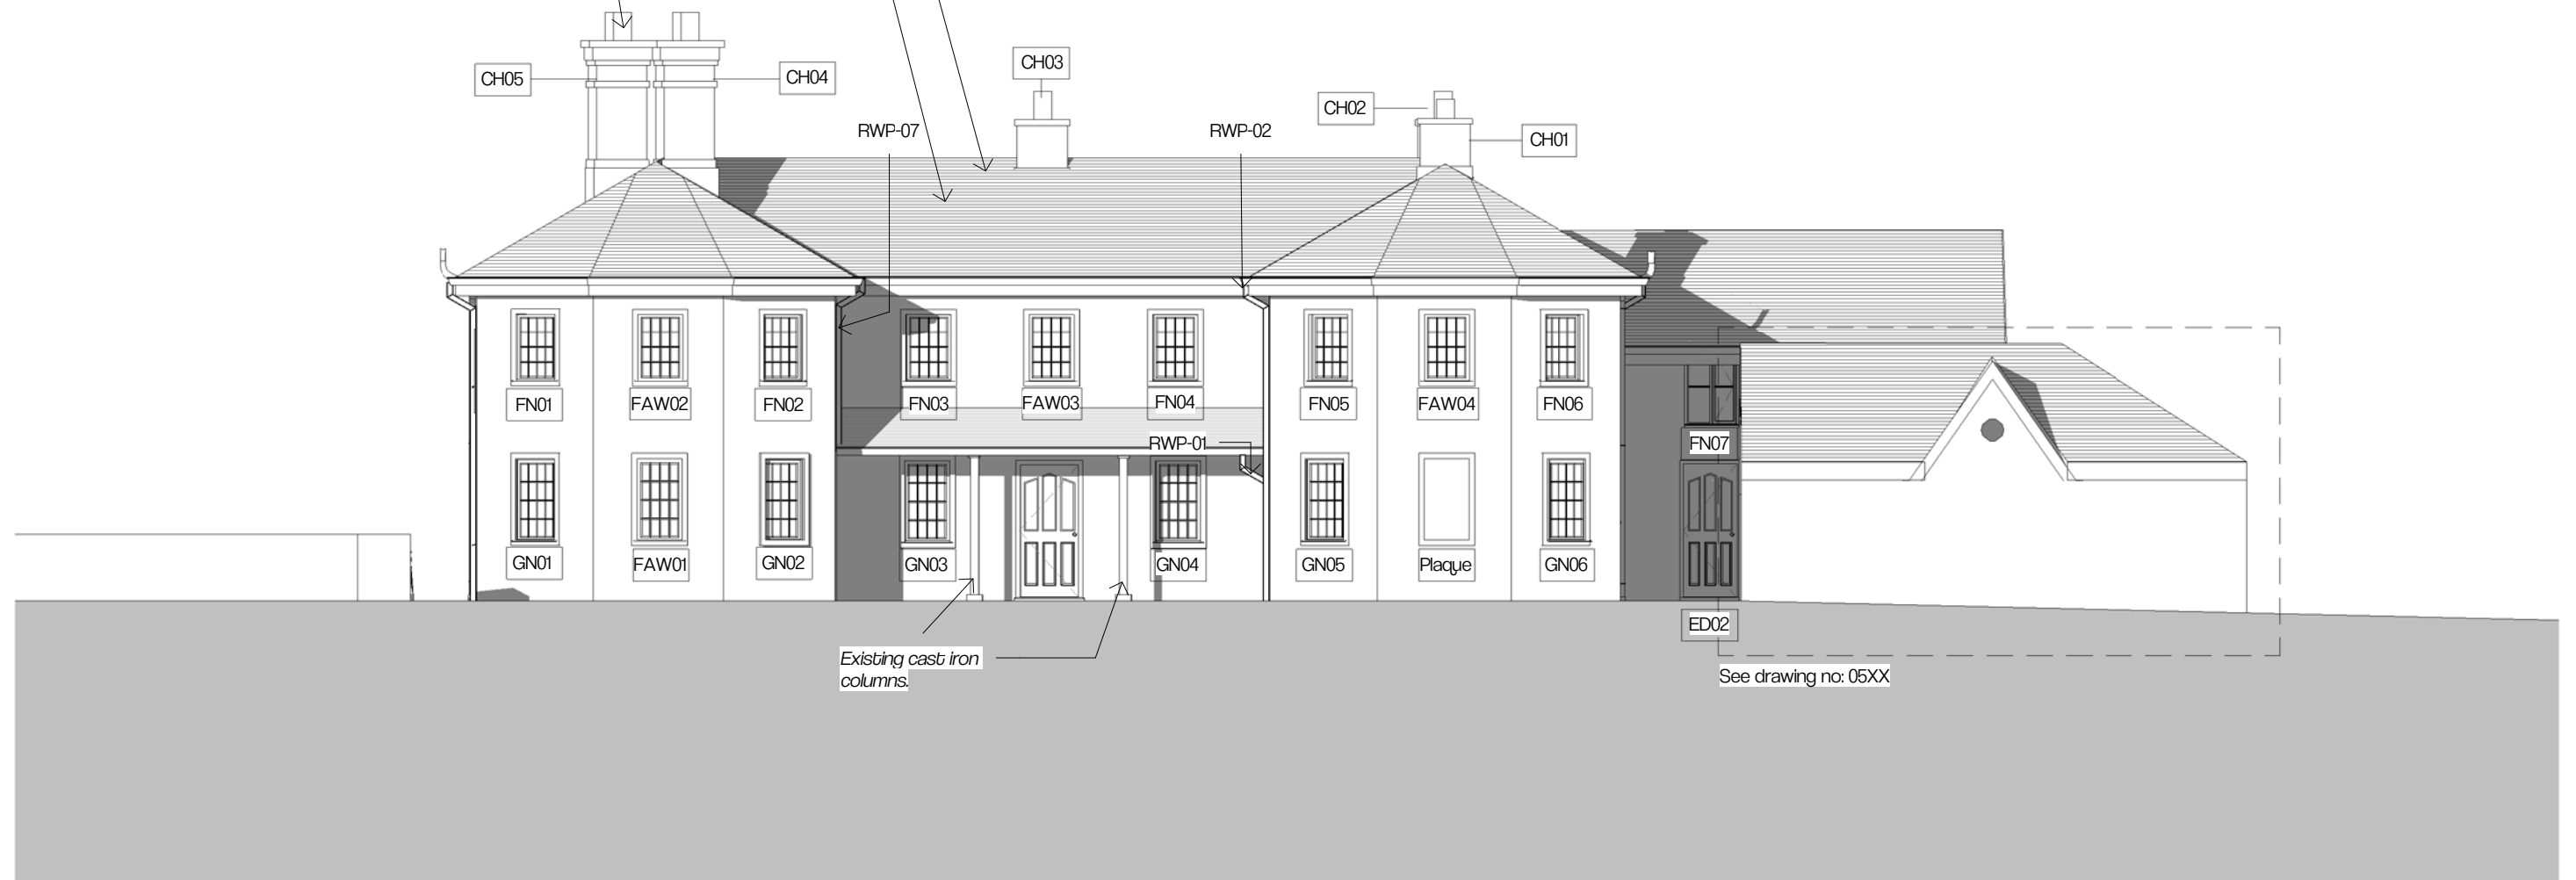 CH03
CH05
CH04
CH02
RWP-07
RWP-02
CH01
FN01
FAW02
FN02
FN03
FAW03
FN04
FN05
FAW04
FN06
RWP-01
FN07
GN01
FAW01
GN02
GN03
GN04
GN05
Plaque
GN06
ED02
Existing cast iron
columns.
See drawing no: 05XX